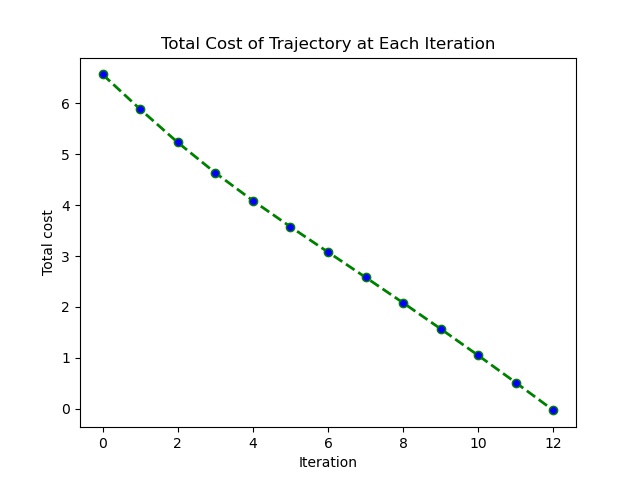 Total Cost of Trajectory at Each Iteration
Total cost
6
5
4
3
2
1
0
0 2 4 6 8 10 12
Iteration